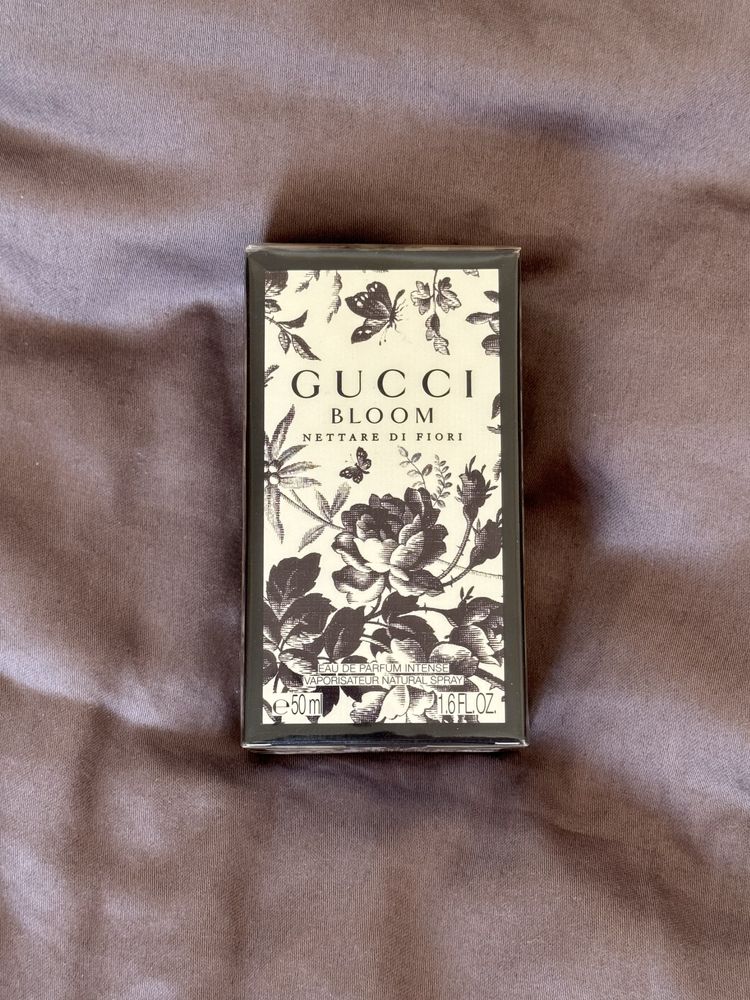 GUCCI
BLOOM
NETTARE DI FIORI
EAU DE PARFUM INTENSE
VAPORISATEUR NATURAL SPRAY
℮50 ml 1.6 FL.OZ.